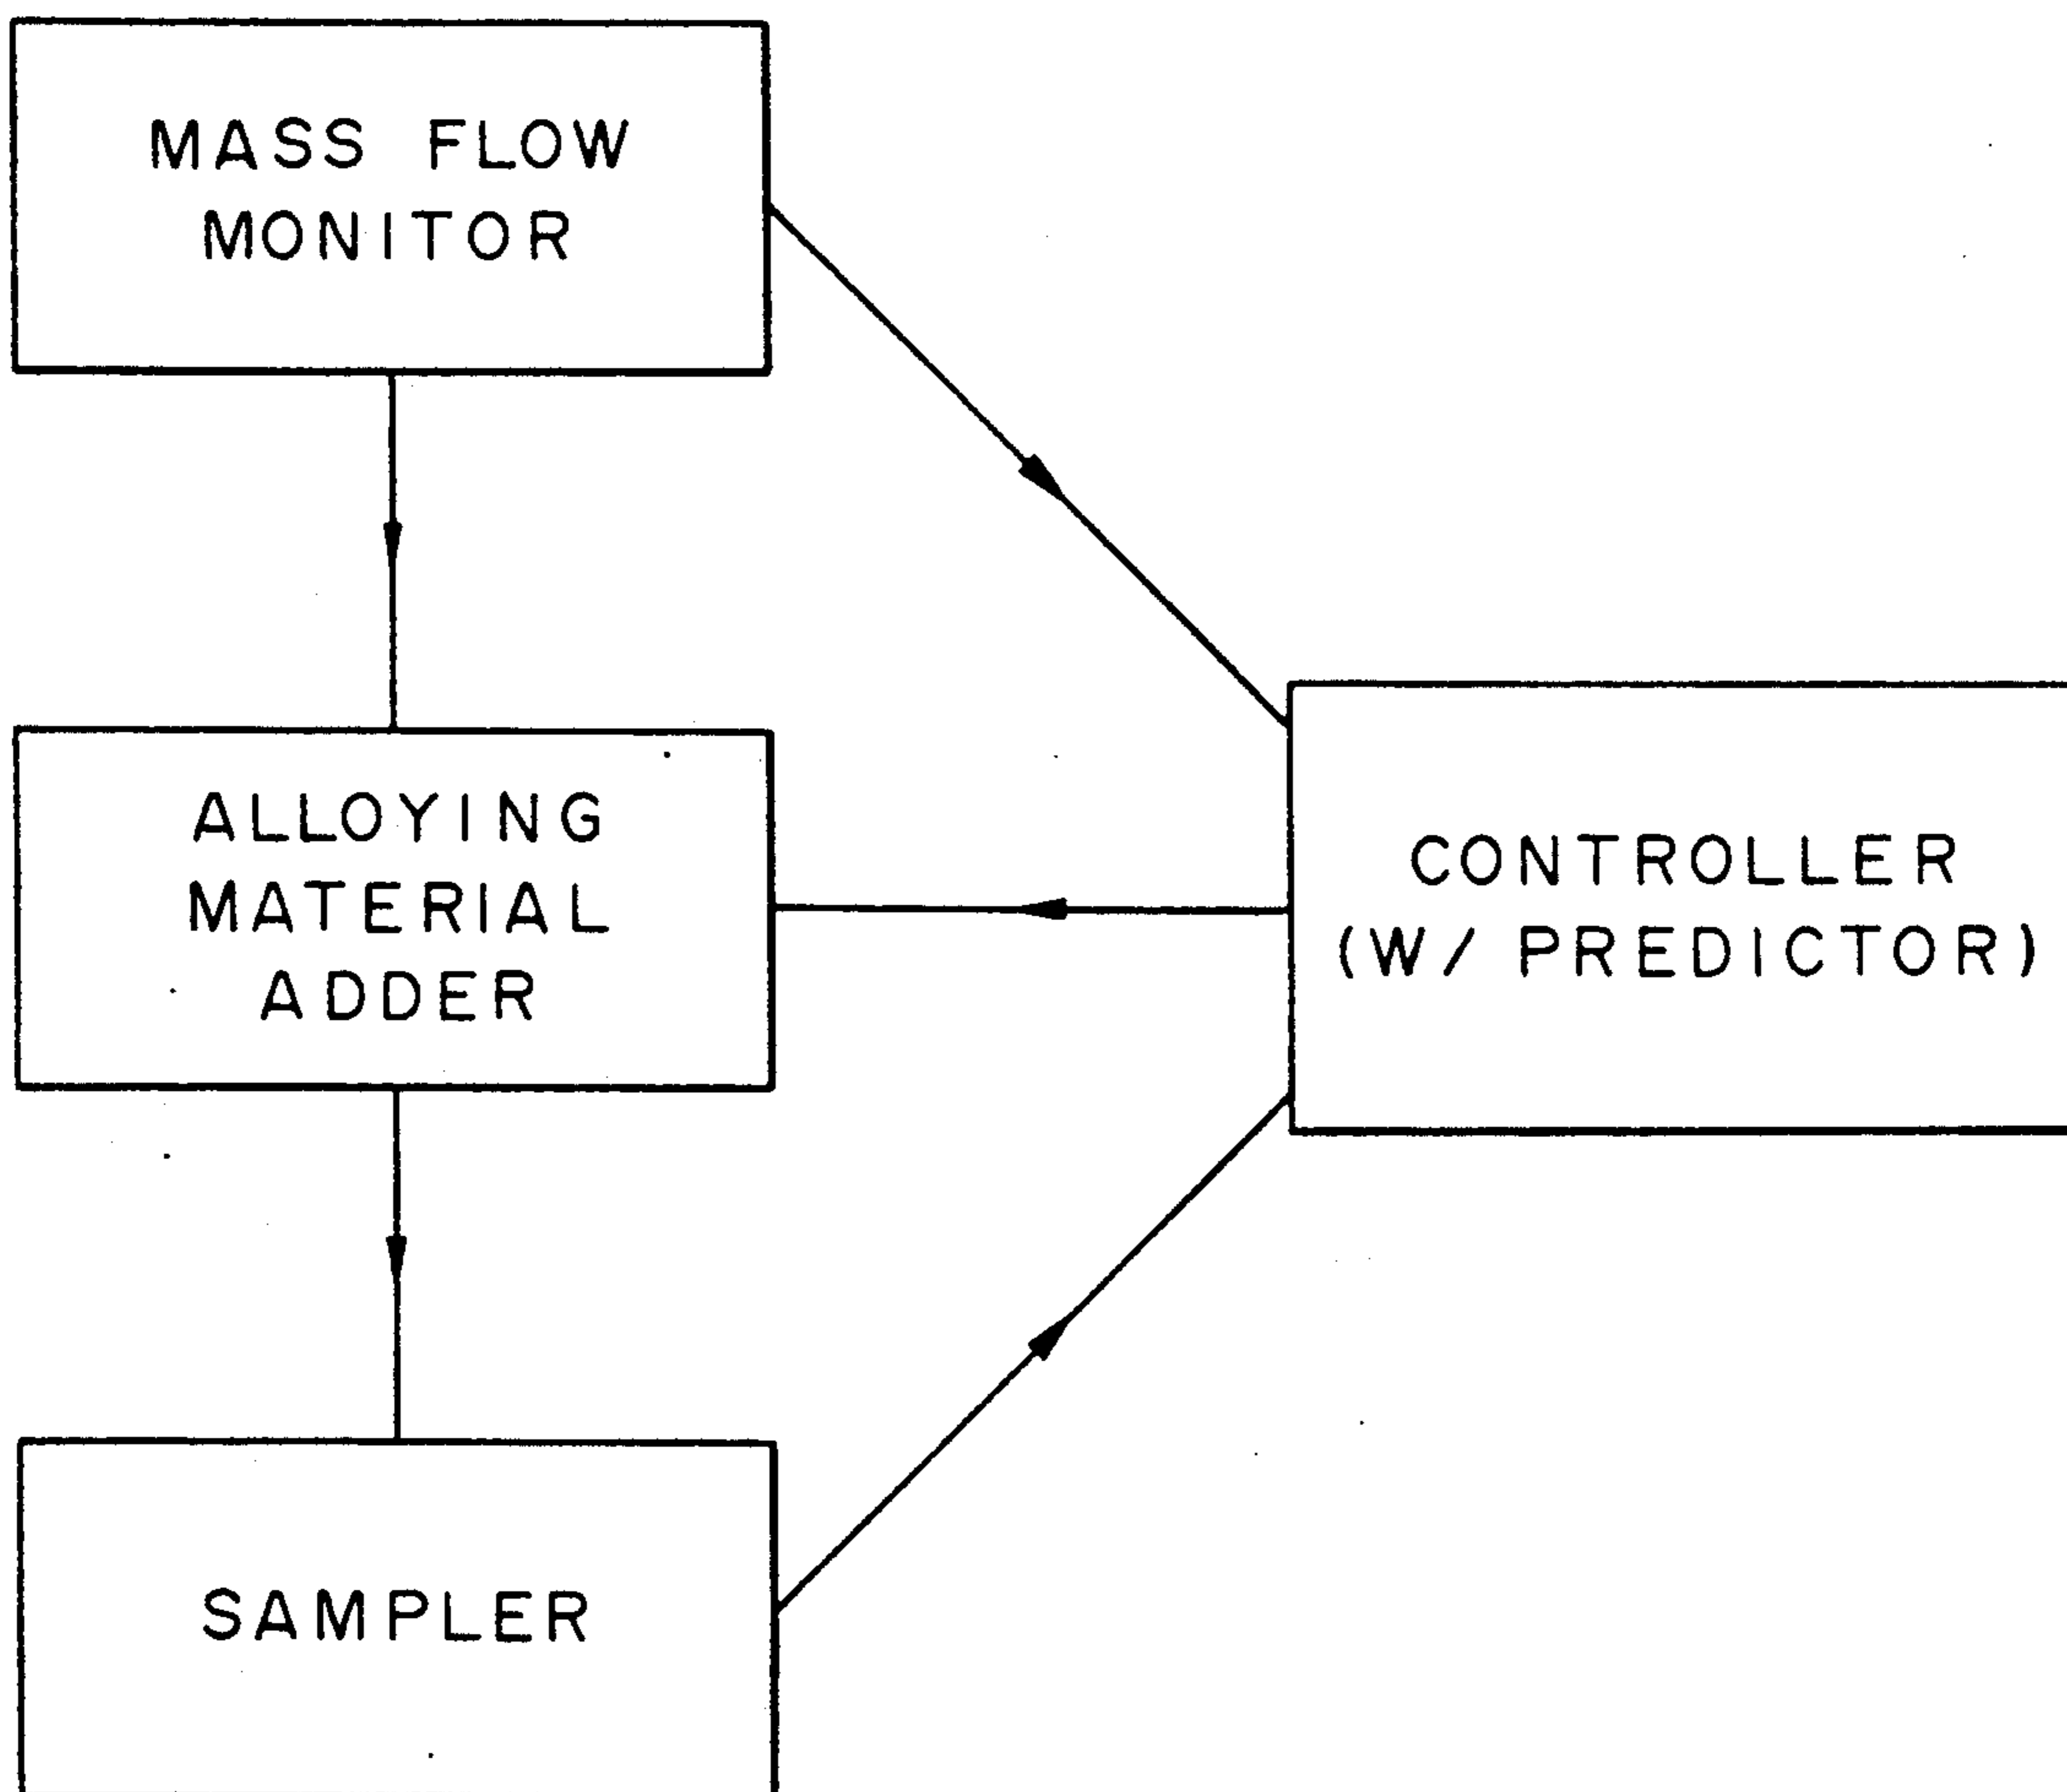 MASS FLOW
MONITOR
ALLOYING
MATERIAL
ADDER
CONTROLLER
(W/ PREDICTOR)
SAMPLER